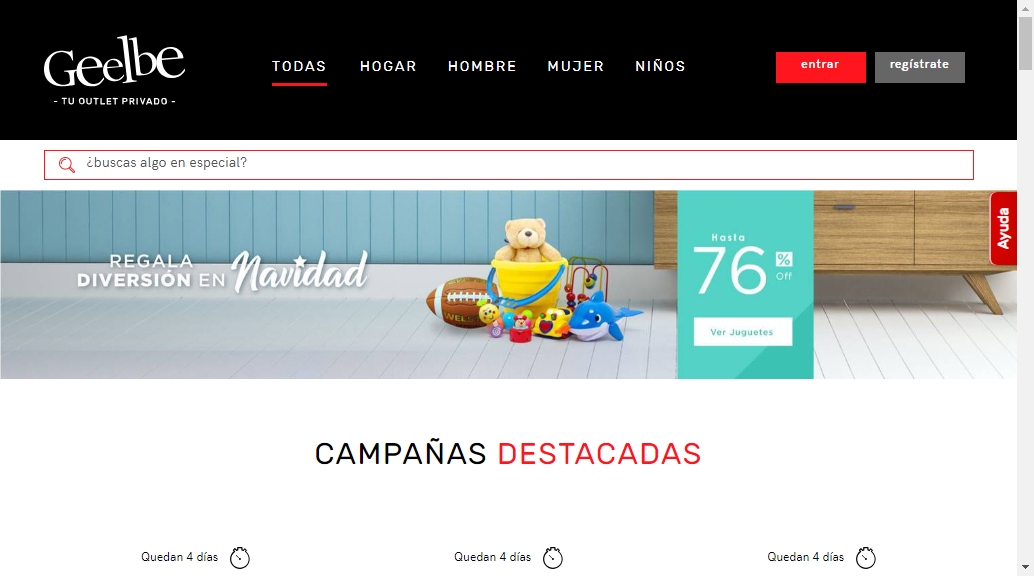 Geelbe
- TU OUTLET PRIVADO -
TODAS HOGAR HOMBRE MUJER NIÑOS
entrar regístrate
¿buscas algo en especial?
Ayuda
REGALA
DIVERSIÓN EN Navidad
Hasta
76 % Off
Ver Juguetes
CAMPAÑAS DESTACADAS
Quedan 4 días Quedan 4 días Quedan 4 días